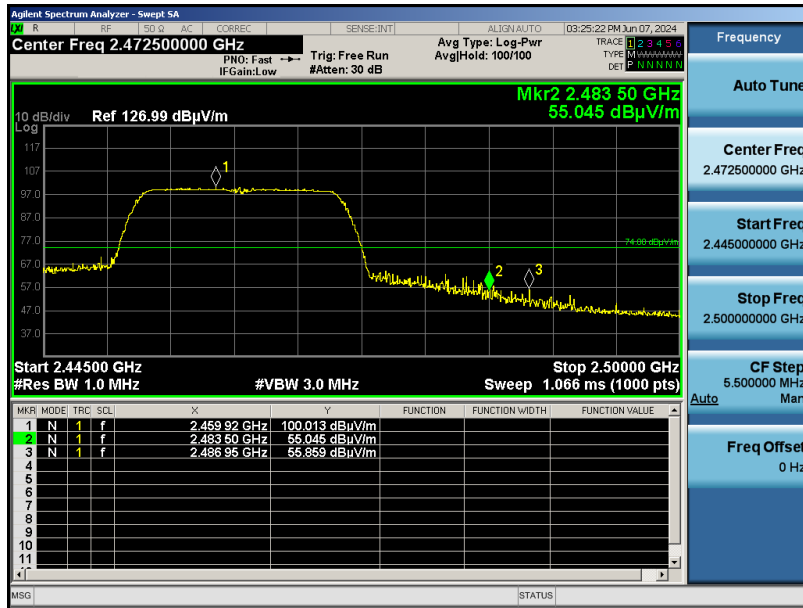 Agilent Spectrum Analyzer - Swept SA
LXI R RF 50 Ω AC CORREC SENSE:INT ALIGN AUTO 03:25:22 PM Jun 07, 2024
Center Freq 2.472500000 GHz
PNO: Fast
IFGain:Low
Trig: Free Run
#Atten: 30 dB
Avg Type: Log-Pwr
Avg|Hold: 100/100
TRACE 1 2 3 4 5 6
TYPE M
DET P N N N N N
Mkr2 2.483 50 GHz
55.045 dBµV/m
10 dB/div Ref 126.99 dBµV/m
Log
117
107
97.0
87.0
77.0
67.0
57.0
47.0
37.0
1
2
3
74.00 dBµV/m
Start 2.44500 GHz Stop 2.50000 GHz
#Res BW 1.0 MHz #VBW 3.0 MHz Sweep 1.066 ms (1000 pts)
MKR MODE TRC SCL X Y FUNCTION FUNCTION WIDTH FUNCTION VALUE
1 N 1 f 2.459 92 GHz 100.013 dBµV/m
2 N 1 f 2.483 50 GHz 55.045 dBµV/m
3 N 1 f 2.486 95 GHz 55.859 dBµV/m
4
5
6
7
8
9
10
11
MSG STATUS
Frequency
Auto Tune
Center Freq
2.472500000 GHz
Start Freq
2.445000000 GHz
Stop Freq
2.500000000 GHz
CF Step
5.500000 MHz
Auto Man
Freq Offset
0 Hz